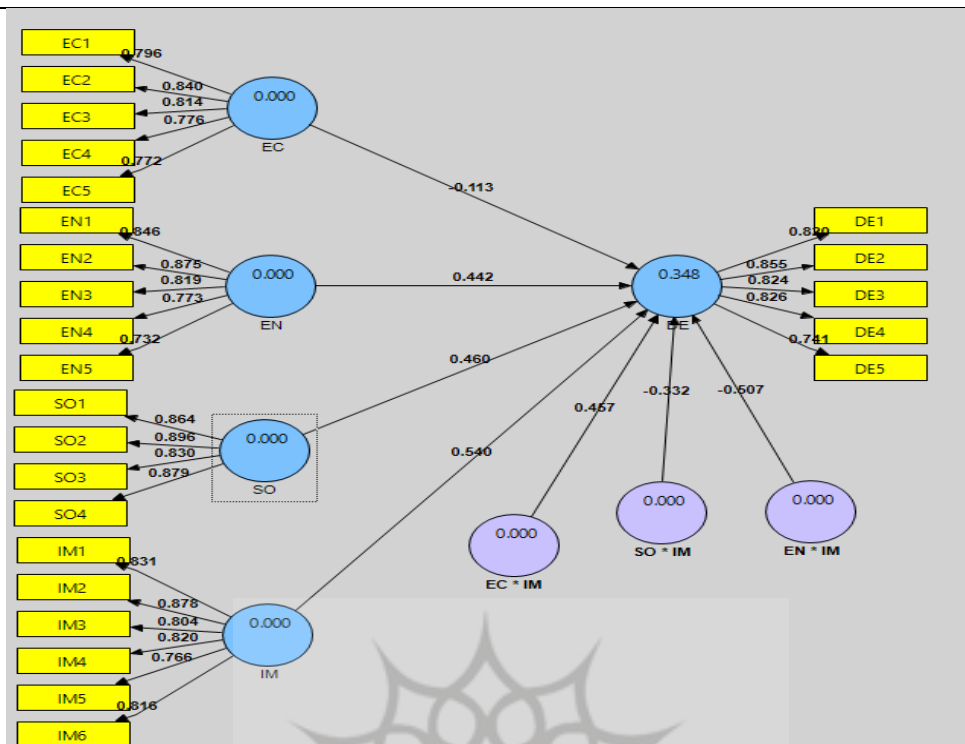 EC1
0.796
EC2
0.840
EC3
0.814
EC4
0.776
EC5
0.772
0.000
EC
-0.113
EN1
0.846
EN2
0.875
EN3
0.819
EN4
0.773
EN5
0.732
0.000
EN
0.442
0.348
DE
DE1
0.820
DE2
0.855
DE3
0.824
DE4
0.826
DE5
0.741
SO1
0.864
SO2
0.896
SO3
0.830
SO4
0.879
0.000
SO
0.460
0.540
0.457
-0.332
-0.507
0.000
EC * IM
0.000
SO * IM
0.000
EN * IM
IM1
0.831
IM2
0.878
IM3
0.804
IM4
0.820
IM5
0.766
IM6
0.816
0.000
IM